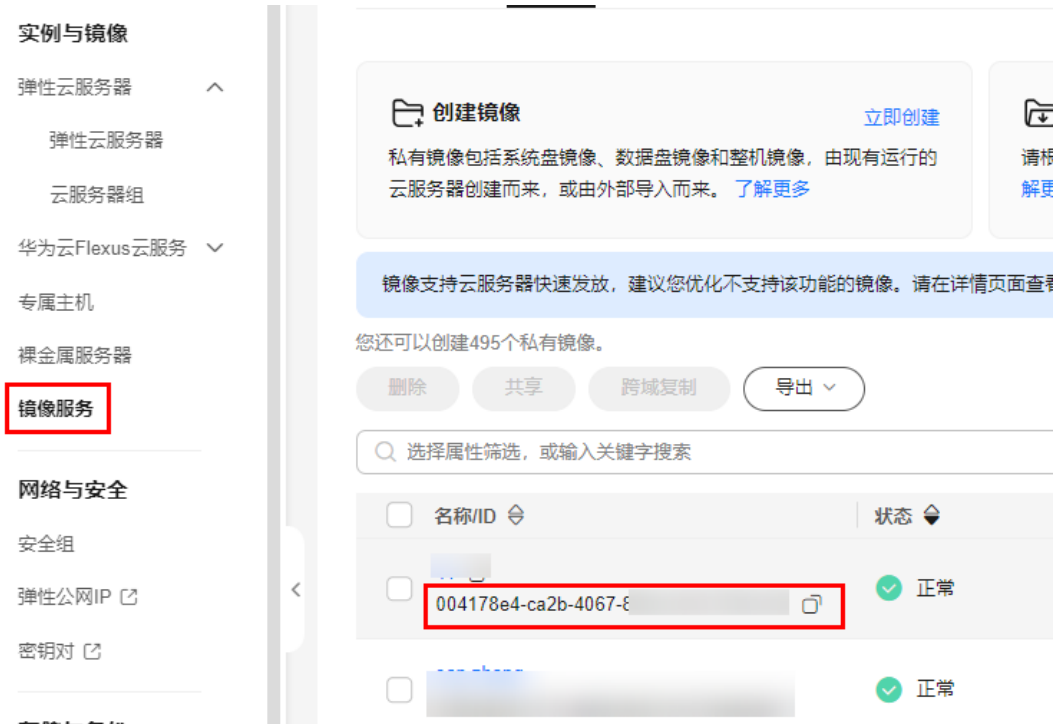 实例与镜像
弹性云服务器
弹性云服务器
云服务器组
华为云Flexus云服务
专属主机
裸金属服务器
镜像服务
网络与安全
安全组
弹性公网IP
密钥对
创建镜像
立即创建
私有镜像包括系统盘镜像、数据盘镜像和整机镜像，由现有运行的
云服务器创建而来，或由外部导入而来。 了解更多
请根
解更
镜像支持云服务器快速发放，建议您优化不支持该功能的镜像。请在详情页面查看
您还可以创建495个私有镜像。
删除 共享 跨域复制 导出
选择属性筛选，或输入关键字搜索
名称/ID 状态
004178e4-ca2b-4067-8
正常
正常